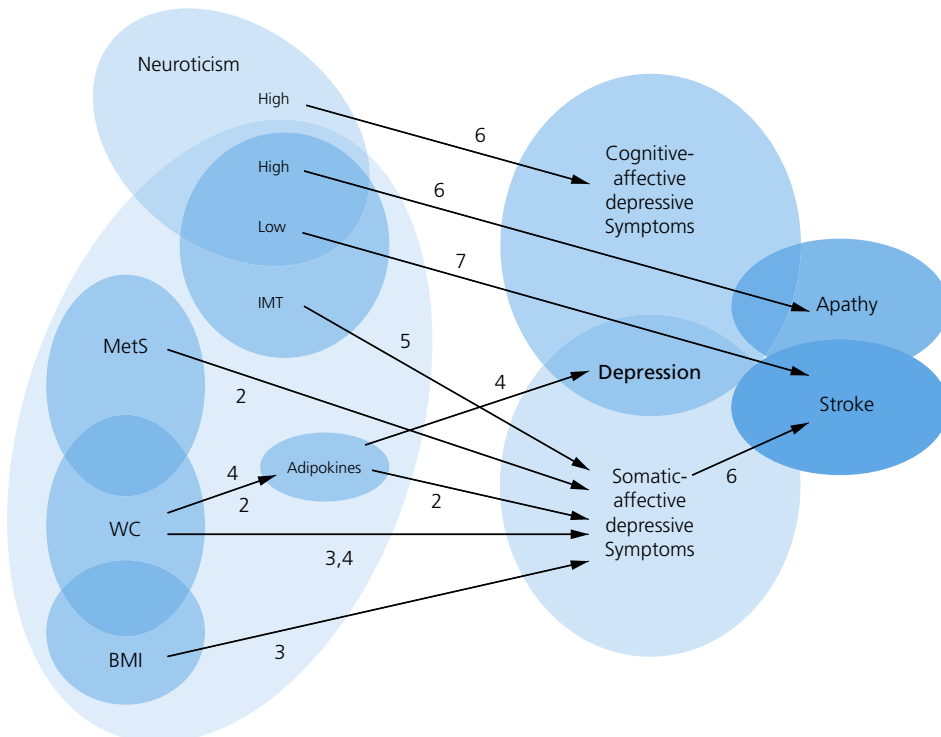 Neuroticism
High
6
Cognitive-
affective
depressive
Symptoms
High
6
Low
7
IMT
5
Apathy
MetS
2
Depression
4
Stroke
Adipokines
4
2
2
Somatic-
affective
depressive
Symptoms
6
WC
3,4
BMI
3